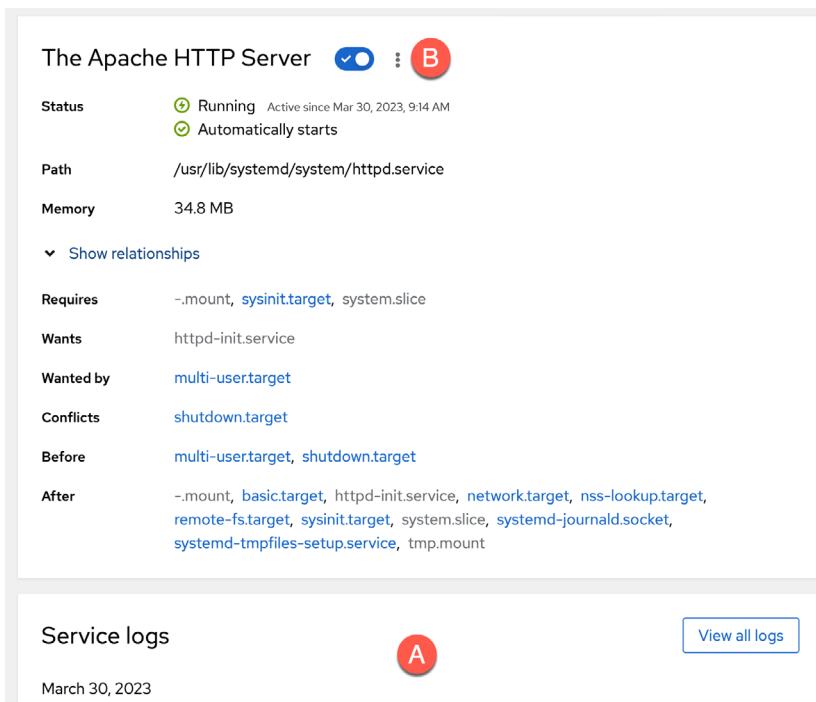 The Apache HTTP Server B
Status Running Active since Mar 30, 2023, 9:14 AM
Automatically starts
Path /usr/lib/systemd/system/httpd.service
Memory 34.8 MB
Show relationships
Requires -.mount, sysinit.target, system.slice
Wants httpd-init.service
Wanted by multi-user.target
Conflicts shutdown.target
Before multi-user.target, shutdown.target
After -.mount, basic.target, httpd-init.service, network.target, nss-lookup.target,
remote-fs.target, sysinit.target, system.slice, systemd-journald.socket,
systemd-tmpfiles-setup.service, tmp.mount
Service logs A View all logs
March 30, 2023